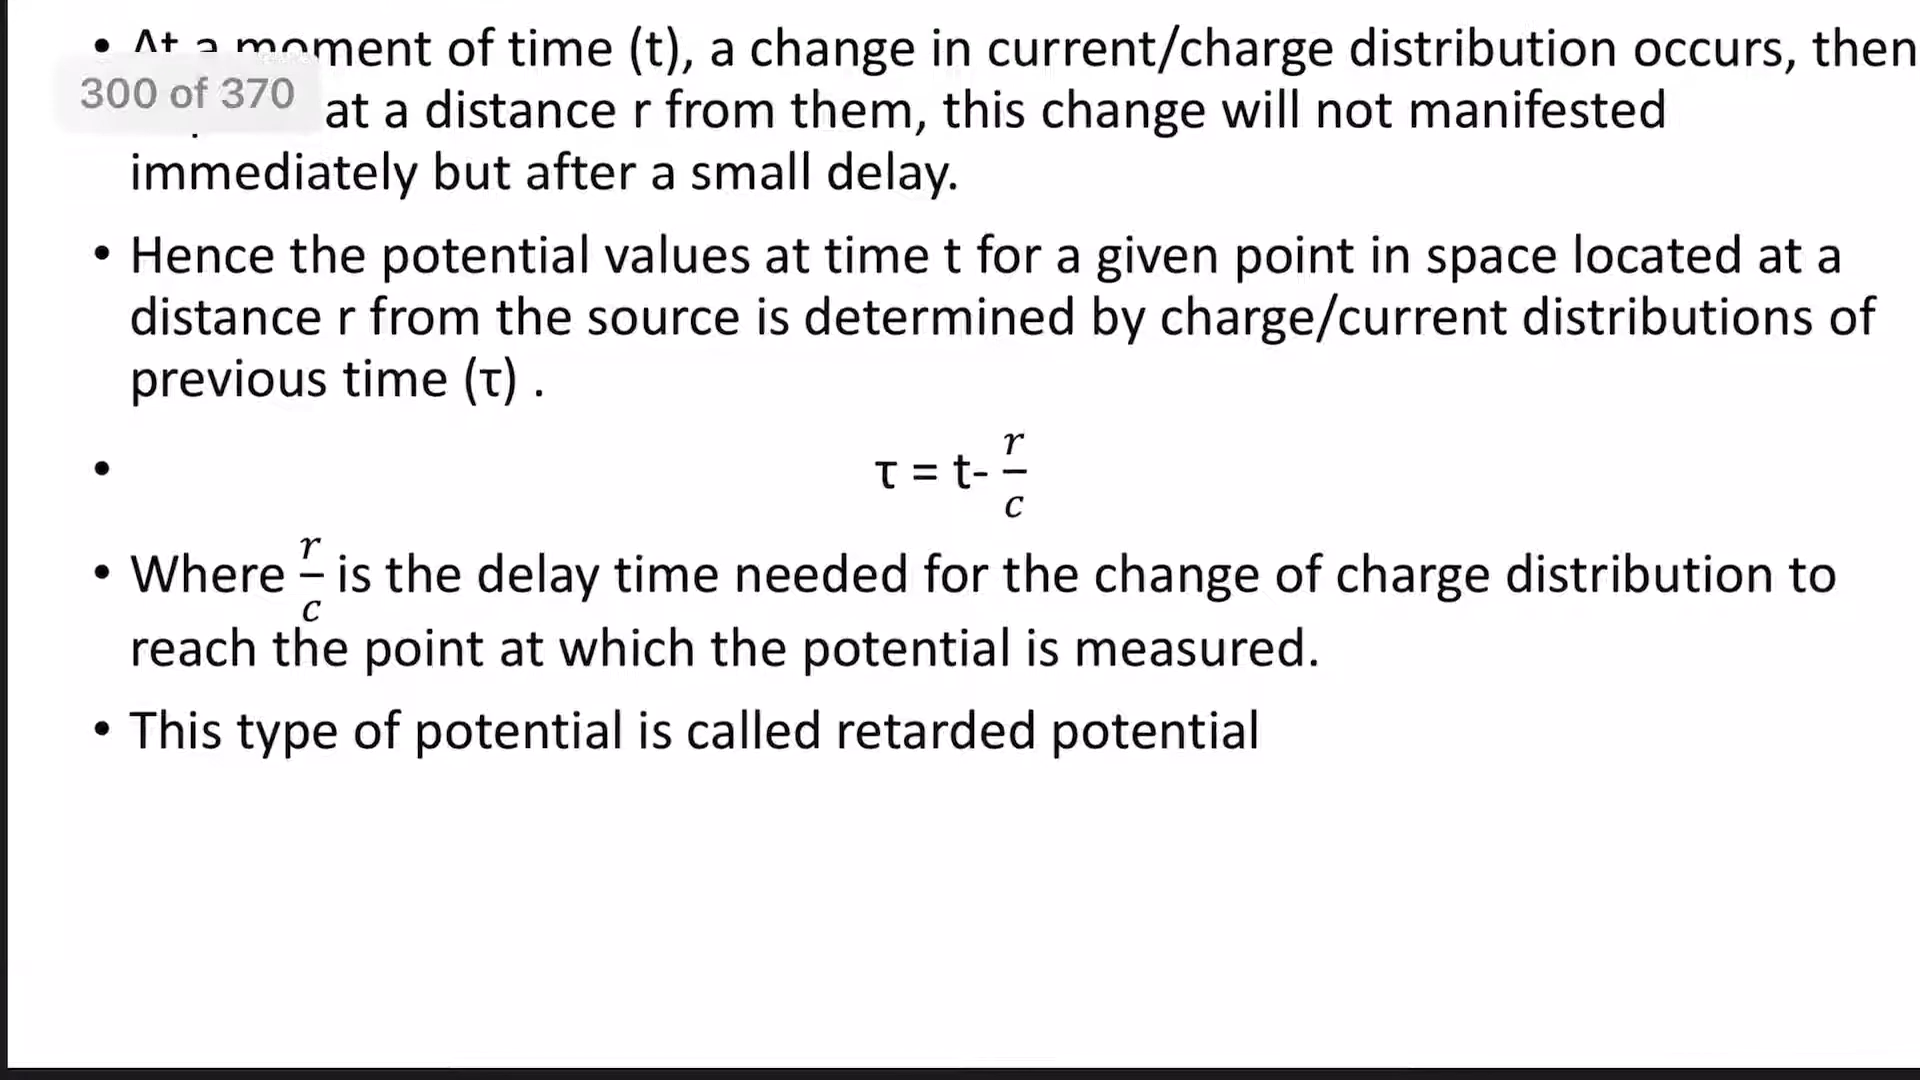 • At a moment of time (t), a change in current/charge distribution occurs, then
300 of 370
at a distance r from them, this change will not manifested
immediately but after a small delay.
• Hence the potential values at time t for a given point in space located at a
distance r from the source is determined by charge/current distributions of
previous time (τ) .
• τ = t- r/c
• Where r/c is the delay time needed for the change of charge distribution to
reach the point at which the potential is measured.
• This type of potential is called retarded potential